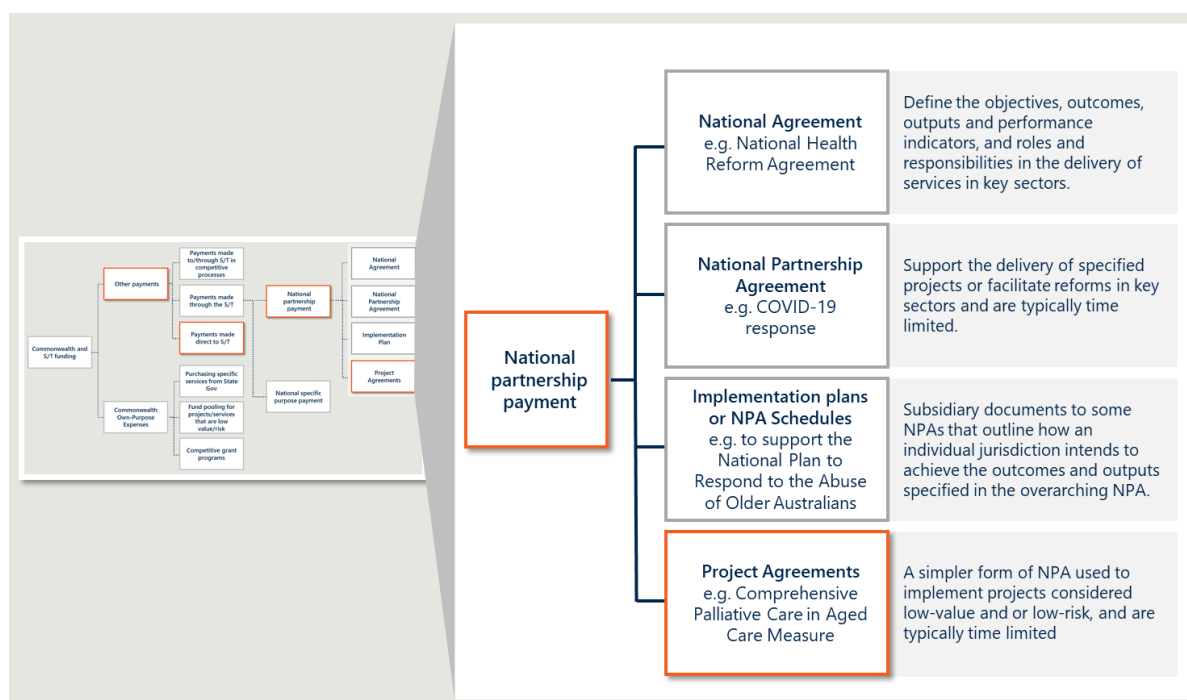 Payments made
to/through S/T in
competitive
processes
Other payments
Payments made
through the S/T
Payments made
direct to S/T
Commonwealth and
S/T funding
Purchasing specific
services from State
Gov
Commonwealth
Own-Purpose
Expenses
Fund pooling for
projects/services
that are low
value/risk
Competitive grant
programs
National
partnership
payment
National specific
purpose payment
National
Agreement
National
Partnership
Agreement
Implementation
Plan
Project
Agreements
National
partnership
payment
National Agreement
e.g. National Health
Reform Agreement
Define the objectives, outcomes,
outputs and performance
indicators, and roles and
responsibilities in the delivery of
services in key sectors.
National Partnership
Agreement
e.g. COVID-19
response
Support the delivery of specified
projects or facilitate reforms in key
sectors and are typically time
limited.
Implementation plans
or NPA Schedules
e.g. to support the
National Plan to
Respond to the Abuse
of Older Australians
Subsidiary documents to some
NPAs that outline how an
individual jurisdiction intends to
achieve the outcomes and outputs
specified in the overarching NPA.
Project Agreements
e.g. Comprehensive
Palliative Care in Aged
Care Measure
A simpler form of NPA used to
implement projects considered
low-value and or low-risk, and are
typically time limited